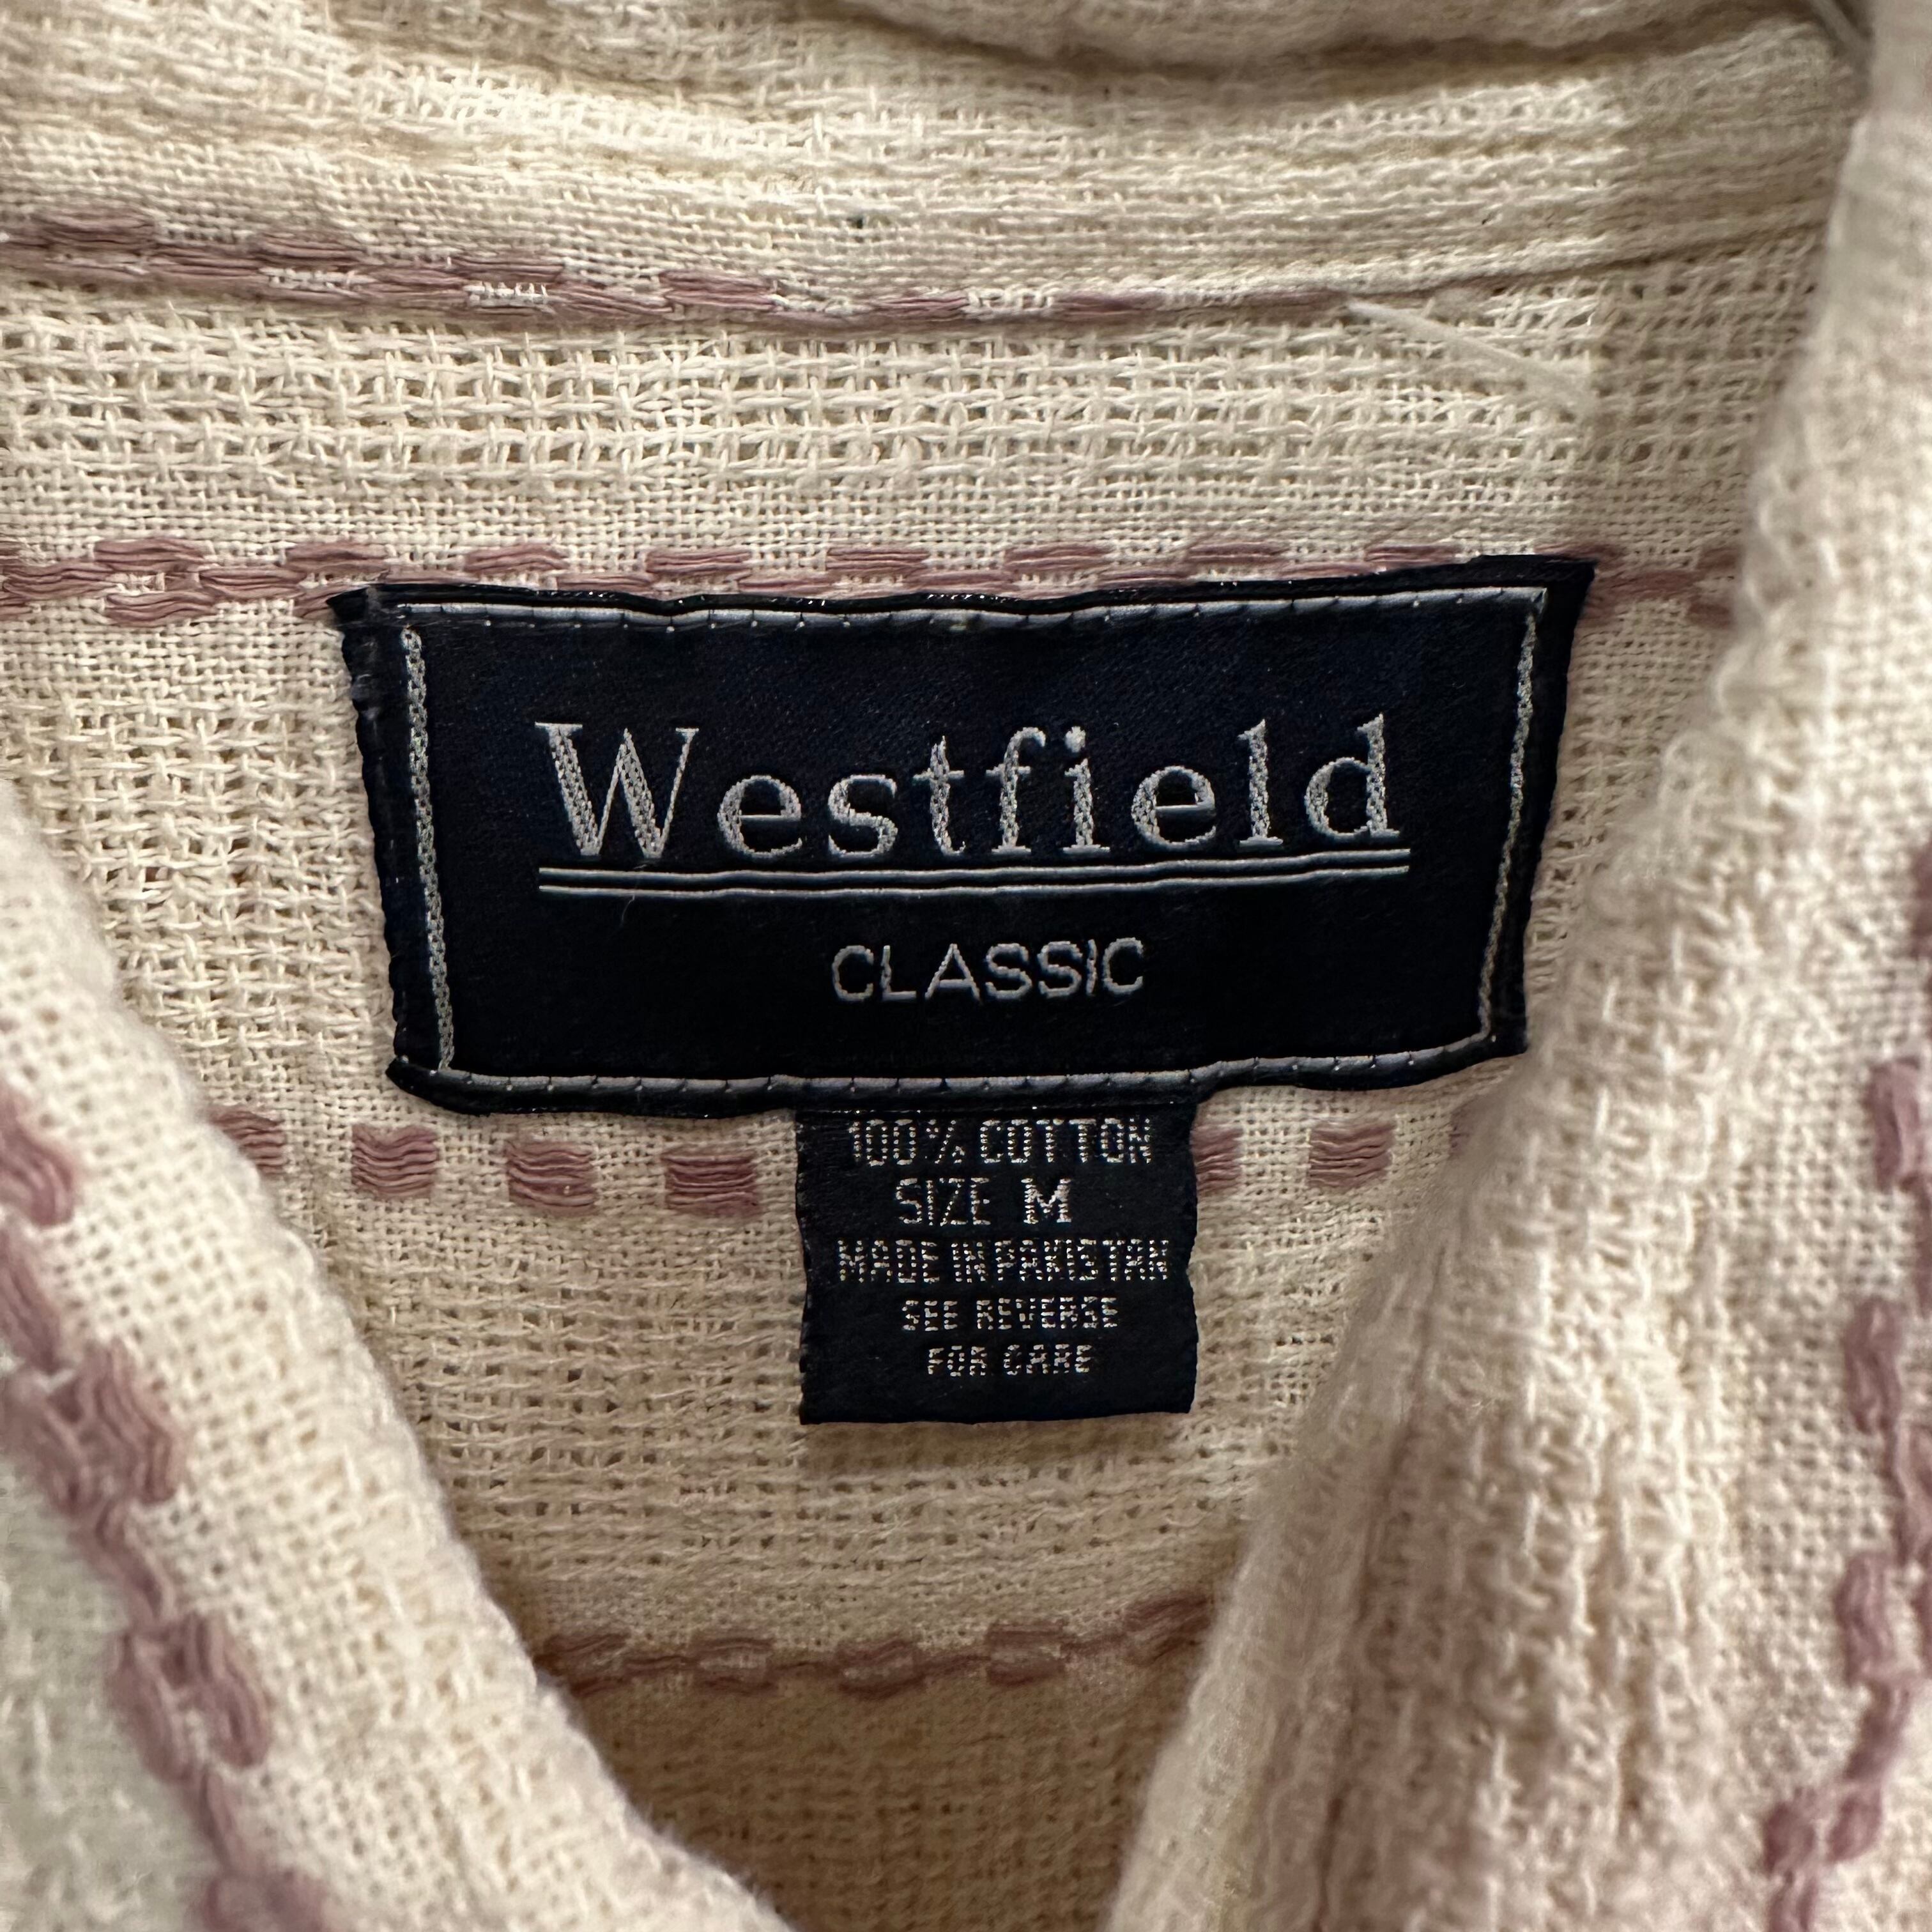 Westfield
CLASSIC
100% COTTON
SIZE M
MADE IN PAKISTAN
SEE REVERSE
FOR CARE